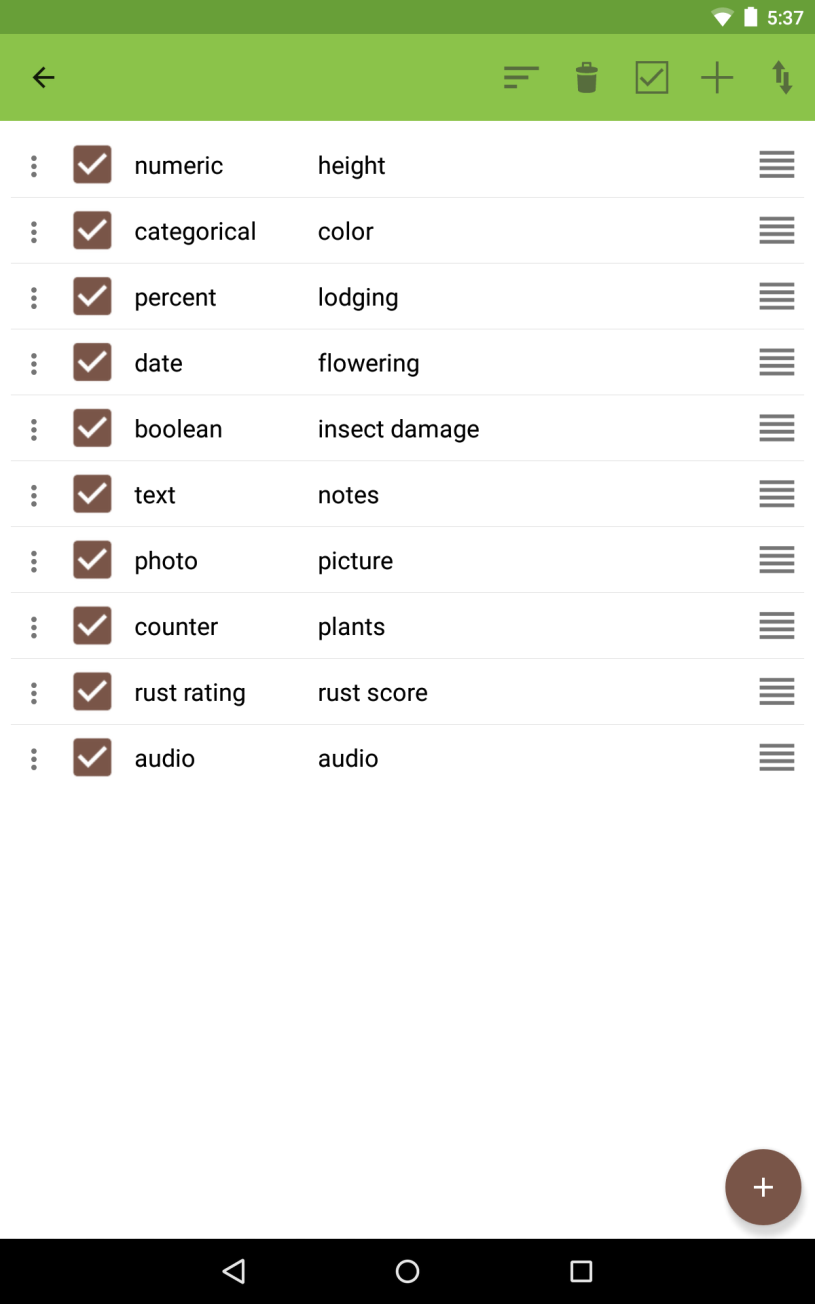 5:37
numeric height
categorical color
percent lodging
date flowering
boolean insect damage
text notes
photo picture
counter plants
rust rating rust score
audio audio